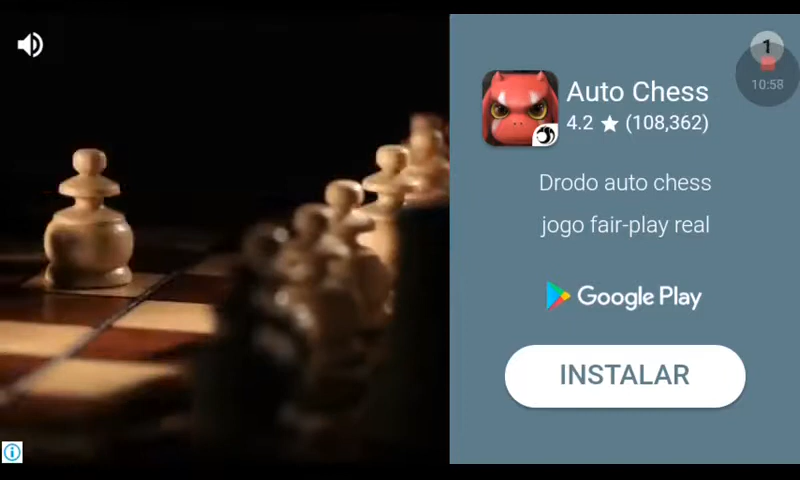 1
10:58
Auto Chess
4.2 ★ (108,362)
Drodo auto chess
jogo fair-play real
Google Play
INSTALAR